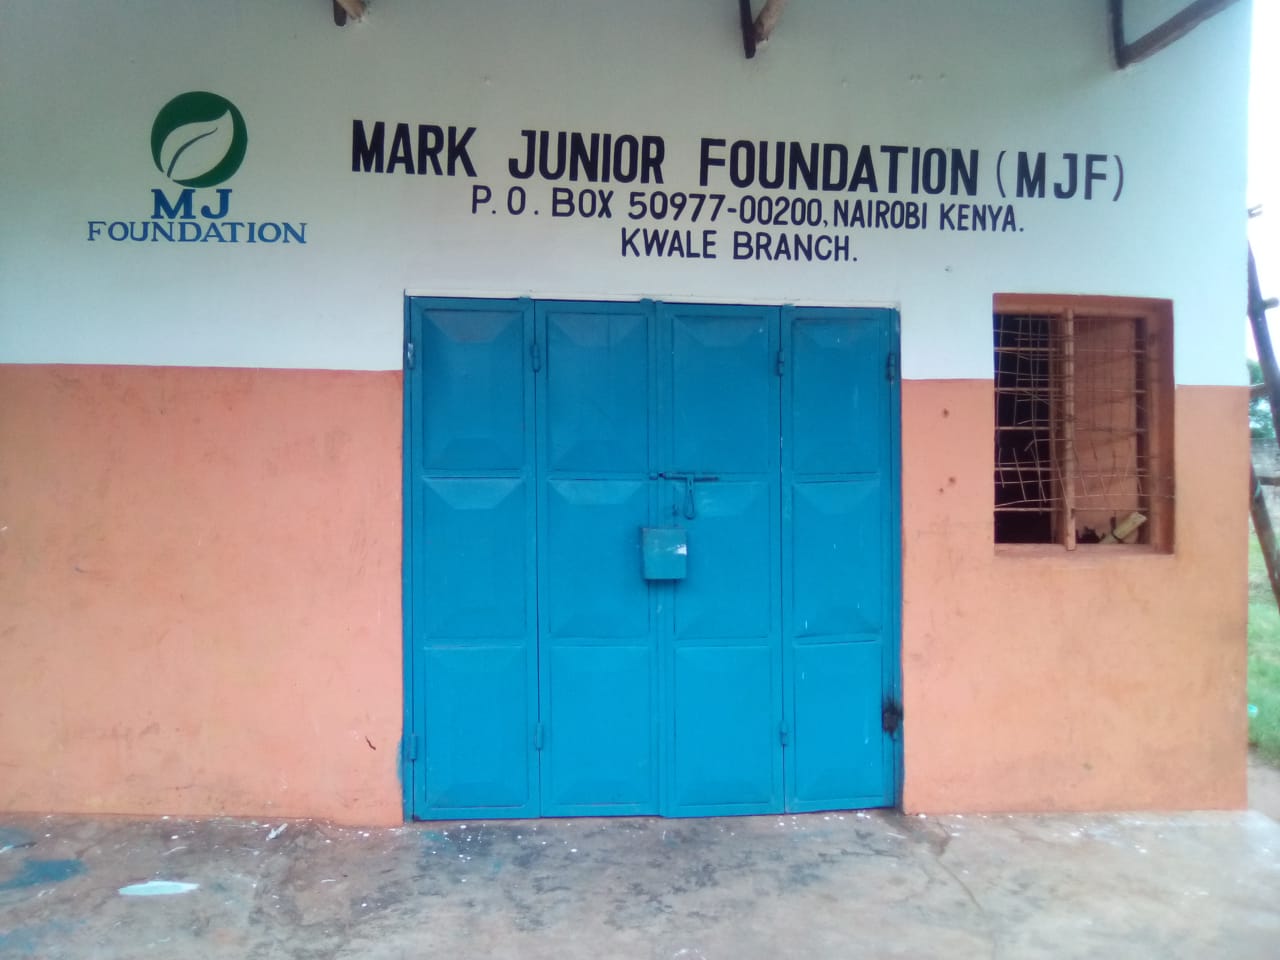 MJ
FOUNDATION
MARK JUNIOR FOUNDATION (MJF)
P.O. BOX 50977-00200, NAIROBI KENYA.
KWALE BRANCH.